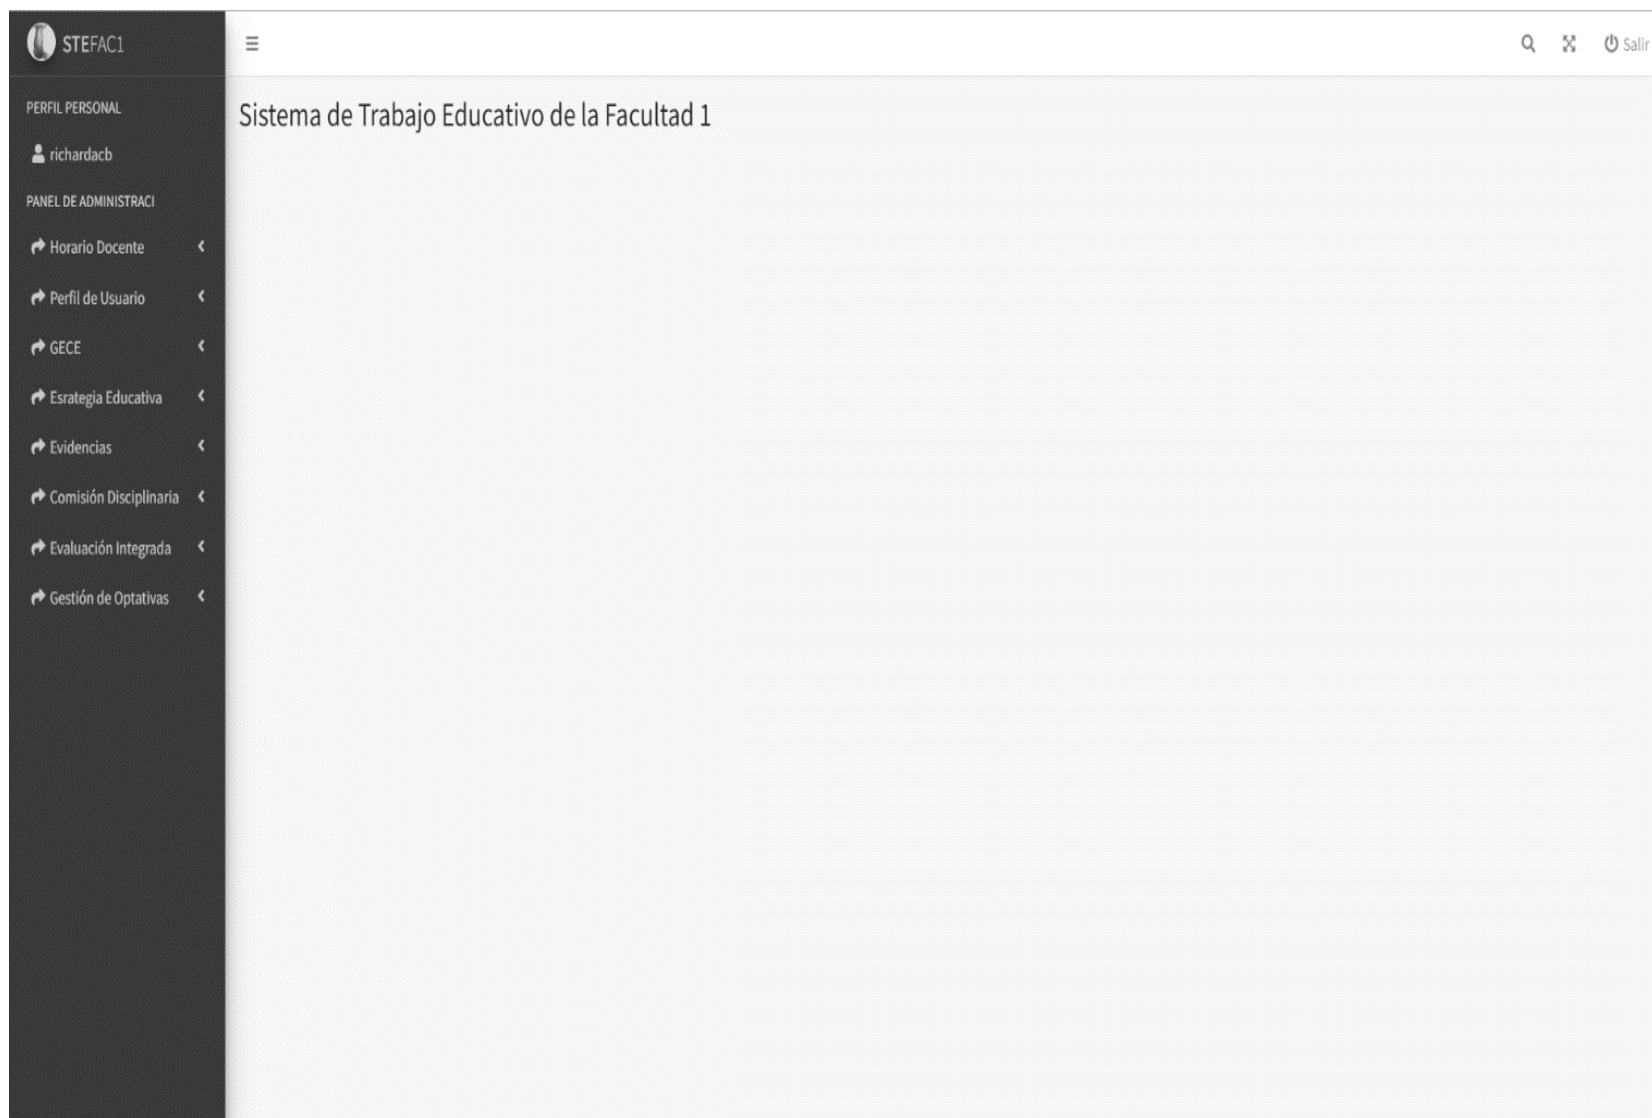 STEFAC1
Salir
PERFIL PERSONAL
richardacb
PANEL DE ADMINISTRACI
Horario Docente
Perfil de Usuario
GECE
Esrategia Educativa
Evidencias
Comisión Disciplinaria
Evaluación Integrada
Gestión de Optativas
Sistema de Trabajo Educativo de la Facultad 1